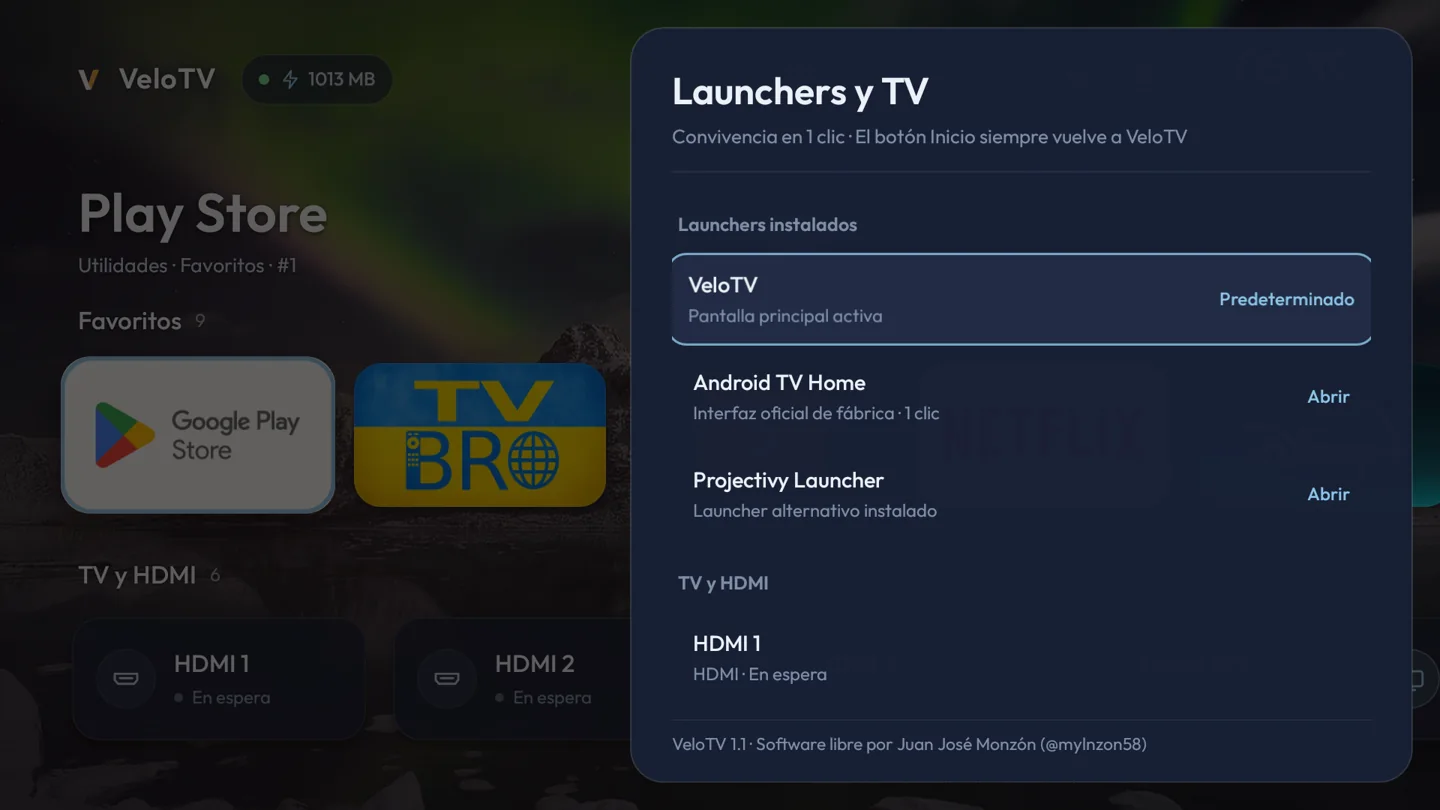 VeloTV
1013 MB
Play Store
Utilidades · Favoritos · #1
Favoritos 9
Google Play
Store
TV
BRO
TV y HDMI 6
HDMI 1
En espera
HDMI 2
En espera
Launchers y TV
Convivencia en 1 clic · El botón Inicio siempre vuelve a VeloTV
Launchers instalados
VeloTV
Pantalla principal activa
Predeterminado
Android TV Home
Interfaz oficial de fábrica · 1 clic
Abrir
NETFLIX
Projectivy Launcher
Launcher alternativo instalado
Abrir
TV y HDMI
HDMI 1
HDMI · En espera
VeloTV 1.1 · Software libre por Juan José Monzón (@mylnzon58)